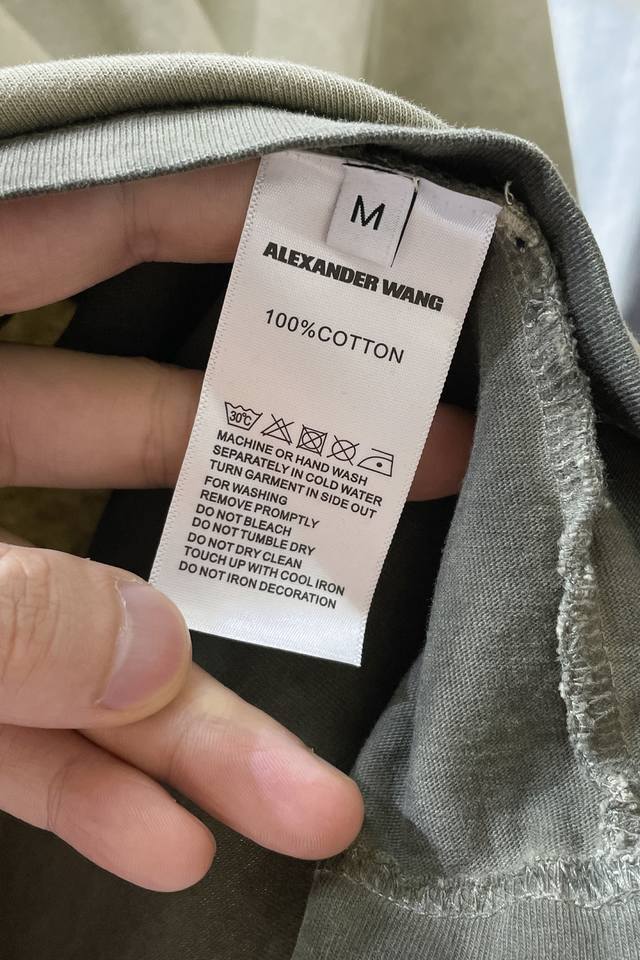 M
ALEXANDER WANG
100%COTTON
30℃
MACHINE OR HAND WASH
SEPARATELY IN COLD WATER
TURN GARMENT IN SIDE OUT
FOR WASHING
REMOVE PROMPTLY
DO NOT BLEACH
DO NOT TUMBLE DRY
DO NOT DRY CLEAN
TOUCH UP WITH COOL IRON
DO NOT IRON DECORATION